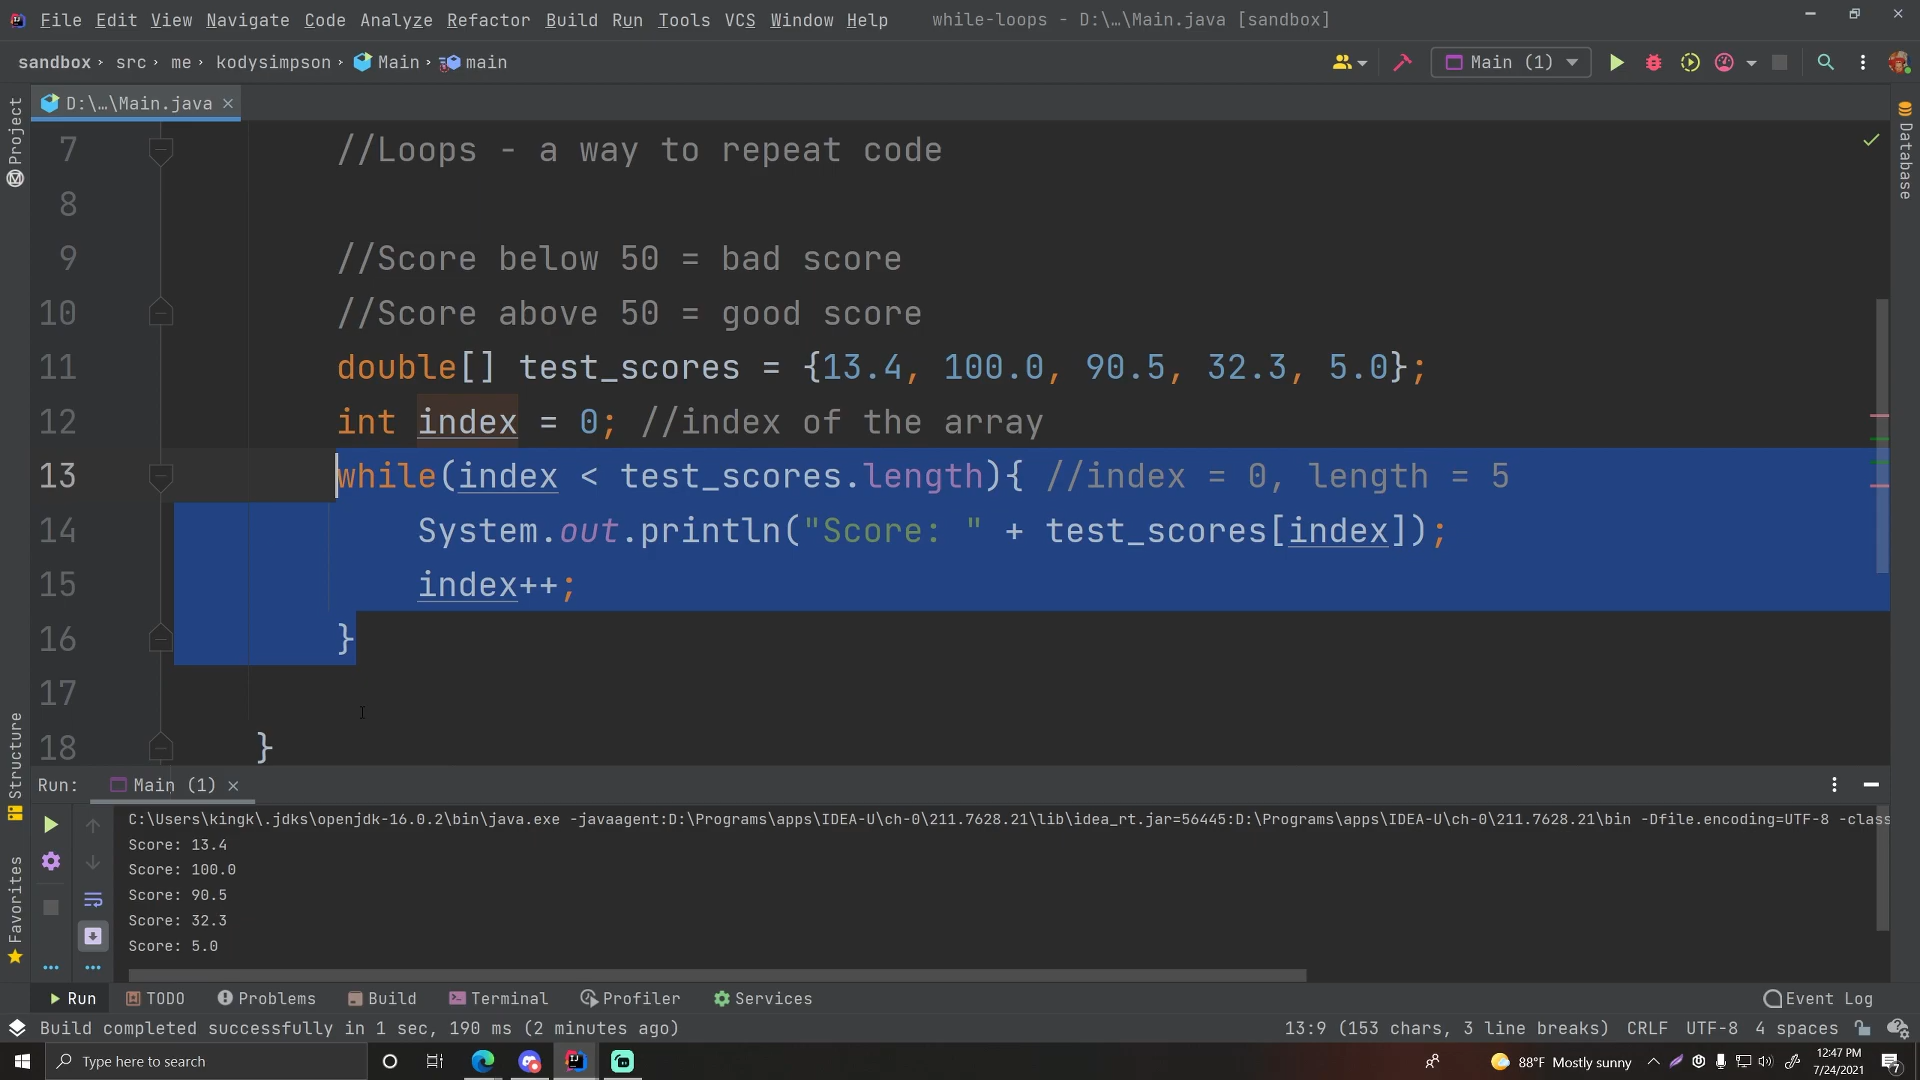 File Edit View Navigate Code Analyze Refactor Build Run Tools VCS Window Help while-loops - D:\...\Main.java [sandbox]
sandbox › src › me › kodysimpson › Main › main
Main (1)
D:\...\Main.java ×
Project
Database
7 //Loops - a way to repeat code
8
9 //Score below 50 = bad score
10 //Score above 50 = good score
11 double[] test_scores = {13.4, 100.0, 90.5, 32.3, 5.0};
12 int index = 0; //index of the array
13 while(index < test_scores.length){ //index = 0, length = 5
14 System.out.println("Score: " + test_scores[index]);
15 index++;
16 }
17
18 }
Structure
Favorites
Run: Main (1) ×
C:\Users\kingk\.jdks\openjdk-16.0.2\bin\java.exe -javaagent:D:\Programs\apps\IDEA-U\ch-0\211.7628.21\lib\idea_rt.jar=56445:D:\Programs\apps\IDEA-U\ch-0\211.7628.21\bin -Dfile.encoding=UTF-8 -class
Score: 13.4
Score: 100.0
Score: 90.5
Score: 32.3
Score: 5.0
Run TODO Problems Build Terminal Profiler Services Event Log
Build completed successfully in 1 sec, 190 ms (2 minutes ago) 13:9 (153 chars, 3 line breaks) CRLF UTF-8 4 spaces
Type here to search 88°F Mostly sunny 12:47 PM
7/24/2021
7